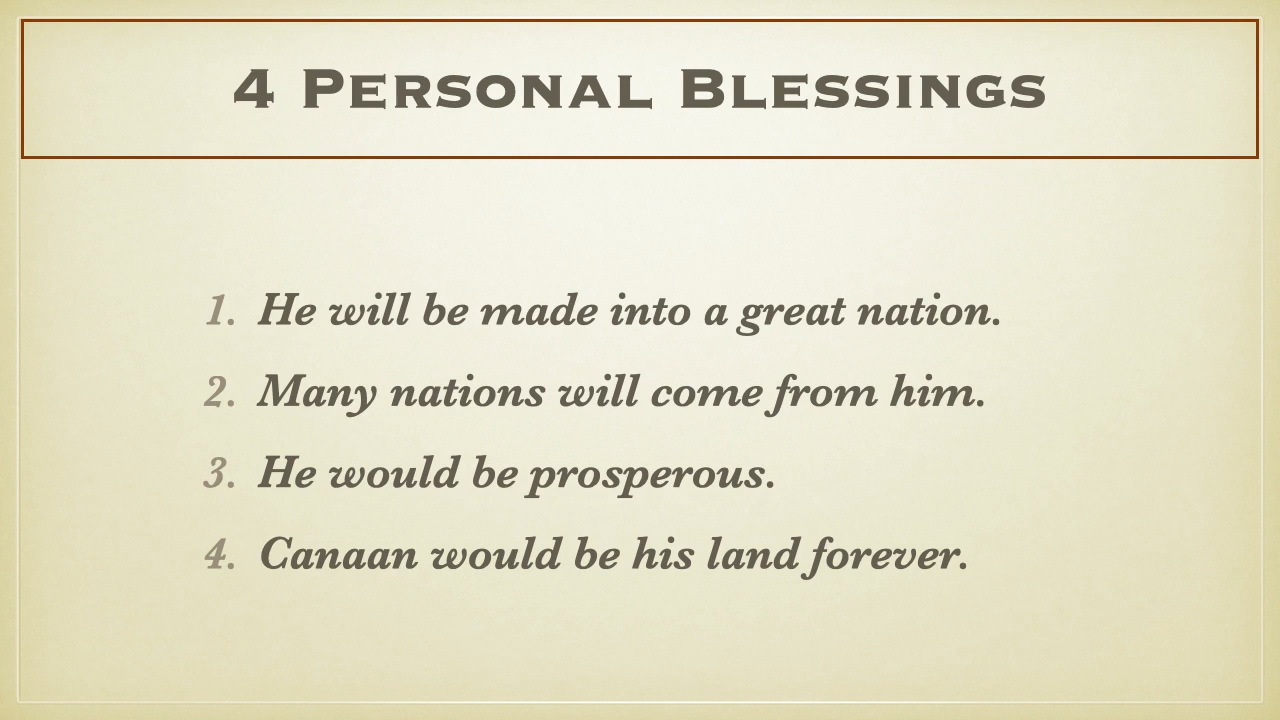 4 Personal Blessings
1. He will be made into a great nation.
2. Many nations will come from him.
3. He would be prosperous.
4. Canaan would be his land forever.